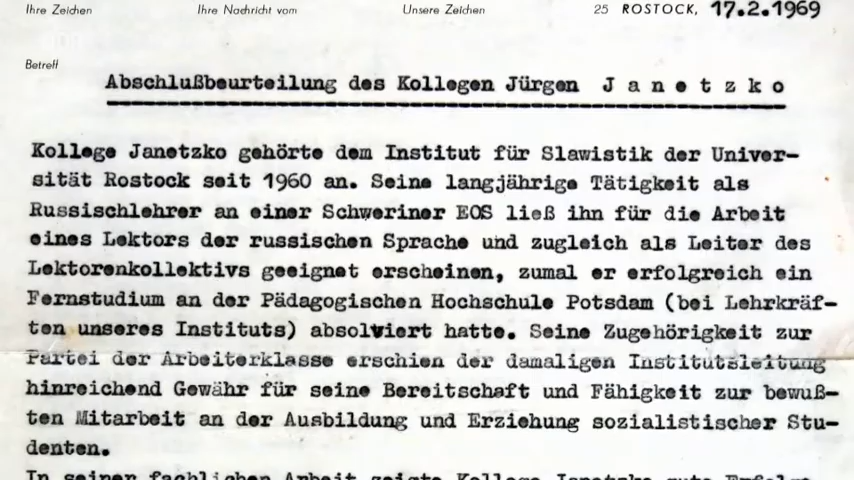 Ihre Zeichen Ihre Nachricht vom Unsere Zeichen 25 ROSTOCK, 17.2.1969
Betreff
Abschlußbeurteilung des Kollegen Jürgen J a n e t z k o
Kollege Janetzko gehörte dem Institut für Slawistik der Univer-
sität Rostock seit 1960 an. Seine langjährige Tätigkeit als
Russischlehrer an einer Schweriner EOS ließ ihn für die Arbeit
eines Lektors der russischen Sprache und zugleich als Leiter des
Lektorenkollektivs geeignet erscheinen, zumal er erfolgreich ein
Fernstudium an der Pädagogischen Hochschule Potsdam (bei Lehrkräf-
ten unseres Instituts) absolviert hatte. Seine Zugehörigkeit zur
Partei der Arbeiterklasse erschien der damaligen Institutsleitung
hinreichend Gewähr für seine Bereitschaft und Fähigkeit zur bewuß-
ten Mitarbeit an der Ausbildung und Erziehung sozialistischer Stu-
denten.
In seiner fachlichen Arbeit zeigte Kollege Janetzko gute Erfolge